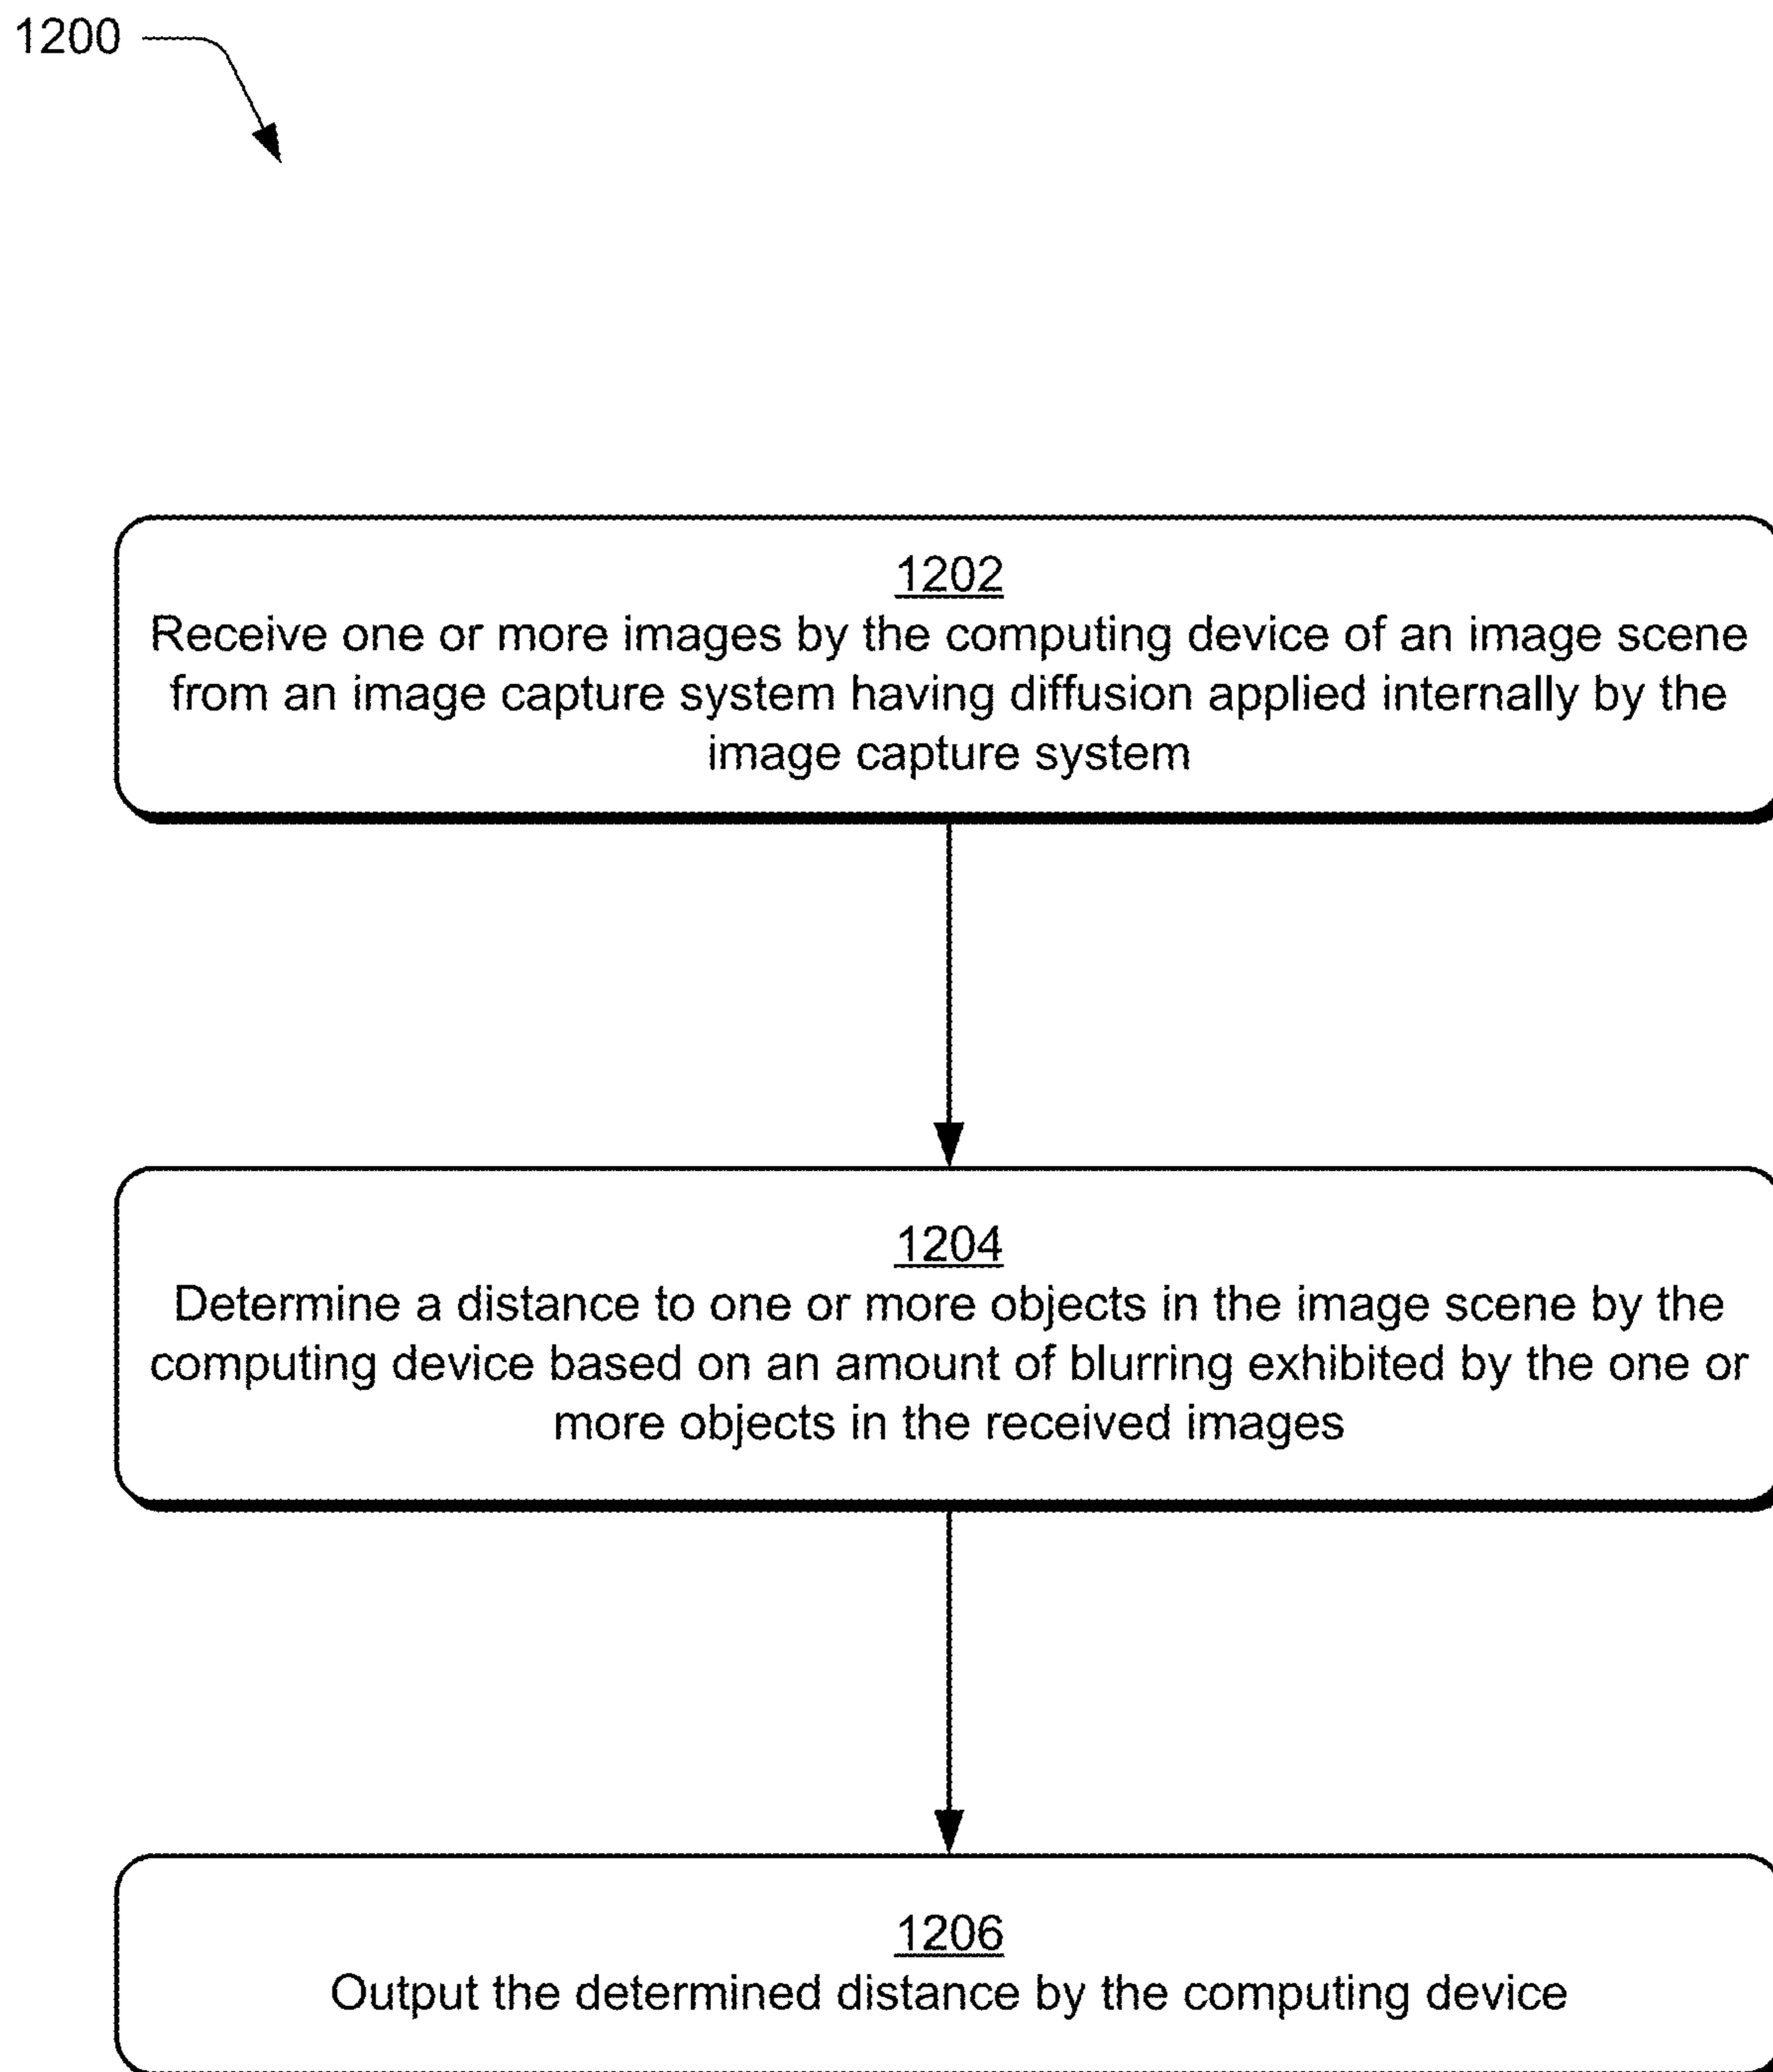 1200
1202
Receive one or more images by the computing device of an image scene
from an image capture system having diffusion applied internally by the
image capture system
1204
Determine a distance to one or more objects in the image scene by the
computing device based on an amount of blurring exhibited by the one or
more objects in the received images
1206
Output the determined distance by the computing device